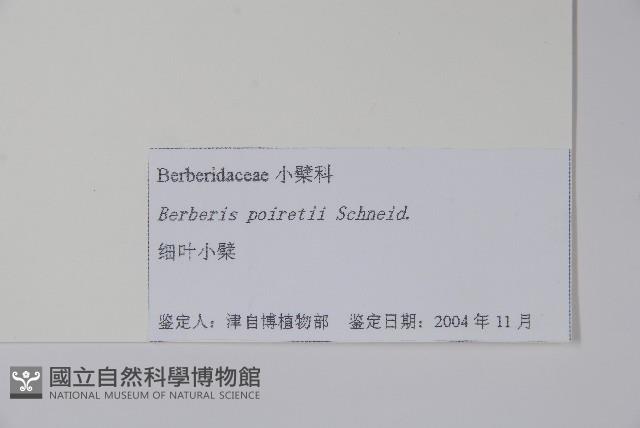 Berberidaceae 小檗科
Berberis poiretii Schneid.
细叶小檗
鉴定人：津自博植物部 鉴定日期：2004 年 11 月
國立自然科學博物館
NATIONAL MUSEUM OF NATURAL SCIENCE